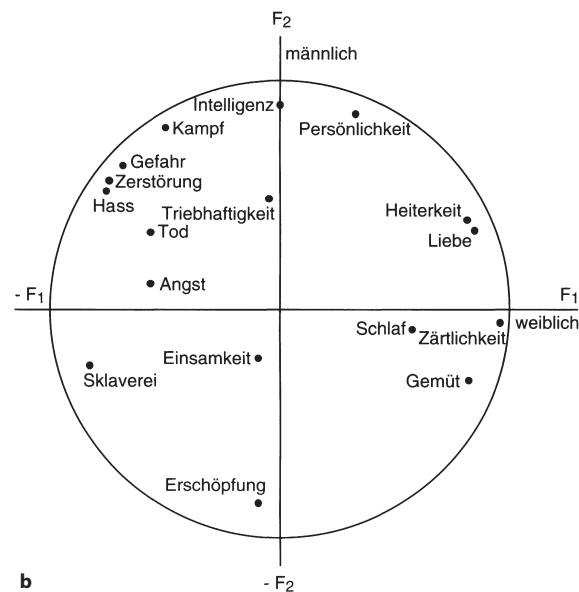 F2
männlich
Intelligenz
Kampf
Persönlichkeit
Gefahr
Zerstörung
Hass
Triebhaftigkeit
Heiterkeit
Tod
Liebe
Angst
- F1
F1
weiblich
Schlaf
Zärtlichkeit
Einsamkeit
Sklaverei
Gemüt
Erschöpfung
b
- F2